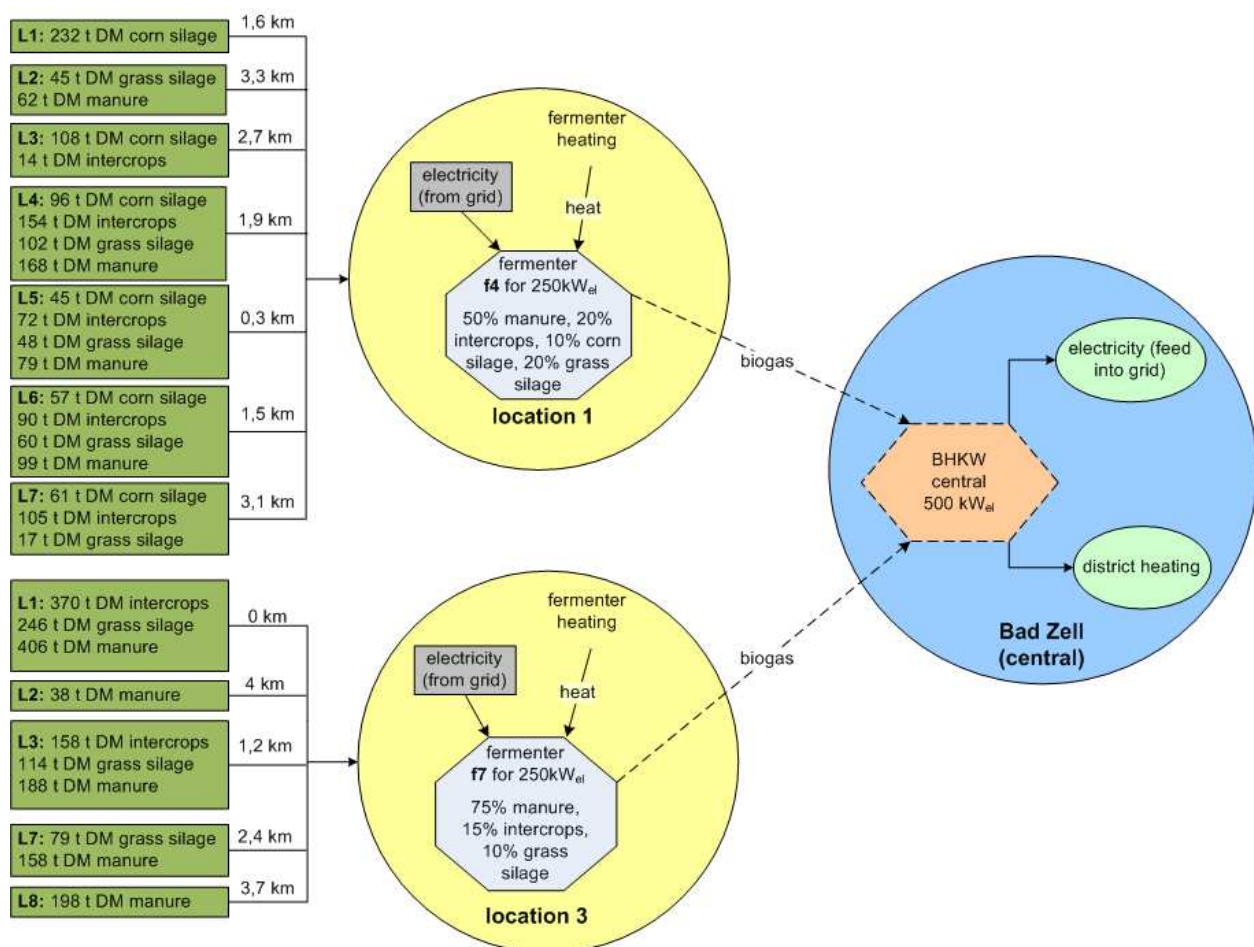 L1: 232 t DM corn silage
1,6 km
L2: 45 t DM grass silage
62 t DM manure
3,3 km
L3: 108 t DM corn silage
14 t DM intercrops
2,7 km
L4: 96 t DM corn silage
154 t DM intercrops
102 t DM grass silage
168 t DM manure
1,9 km
L5: 45 t DM corn silage
72 t DM intercrops
48 t DM grass silage
79 t DM manure
0,3 km
L6: 57 t DM corn silage
90 t DM intercrops
60 t DM grass silage
99 t DM manure
1,5 km
L7: 61 t DM corn silage
105 t DM intercrops
17 t DM grass silage
3,1 km
fermenter
heating
electricity
(from grid)
heat
fermenter
f4 for 250kWel
50% manure, 20%
intercrops, 10% corn
silage, 20% grass
silage
location 1
biogas
L1: 370 t DM intercrops
246 t DM grass silage
406 t DM manure
0 km
L2: 38 t DM manure
4 km
L3: 158 t DM intercrops
114 t DM grass silage
188 t DM manure
1,2 km
L7: 79 t DM grass silage
158 t DM manure
2,4 km
L8: 198 t DM manure
3,7 km
fermenter
heating
electricity
(from grid)
heat
fermenter
f7 for 250kWel
75% manure,
15% intercrops,
10% grass
silage
location 3
biogas
electricity (feed
into grid)
BHKW
central
500 kWel
district heating
Bad Zell
(central)